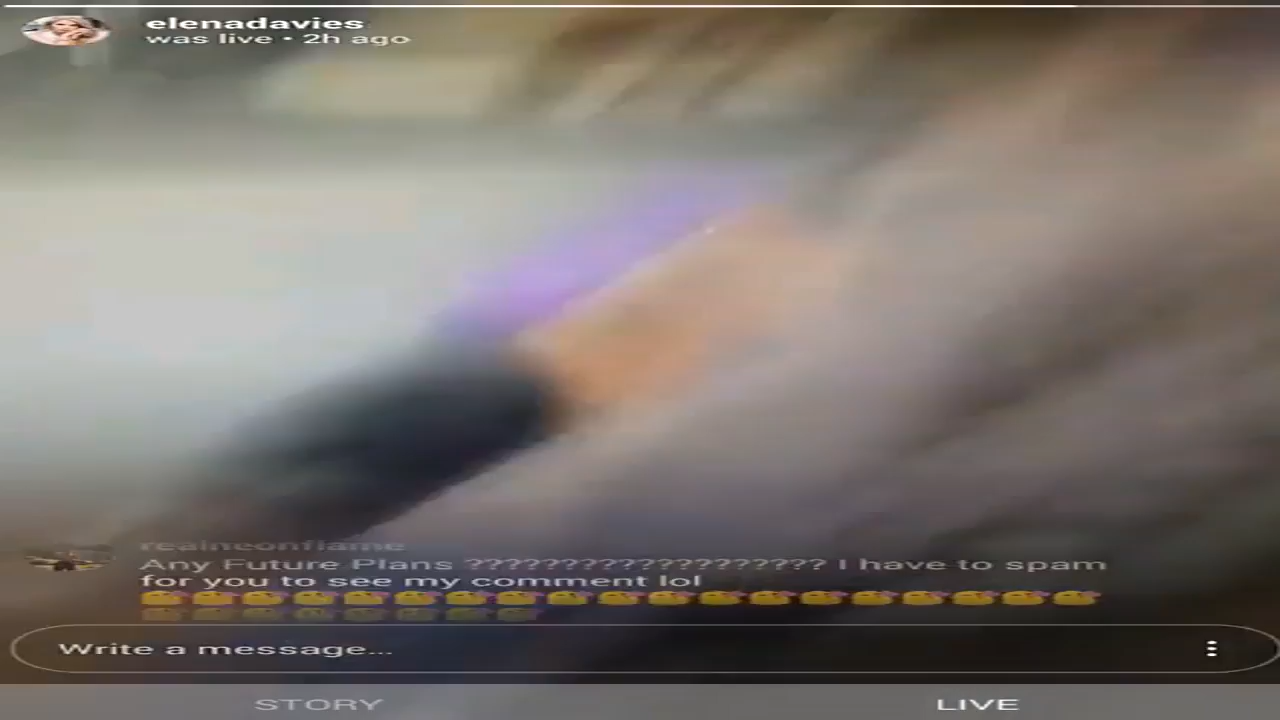 elenadavies
was live • 2h ago
realneonflame
Any Future Plans ??????????????????? I have to spam
for you to see my comment lol
Write a message...
STORY
LIVE